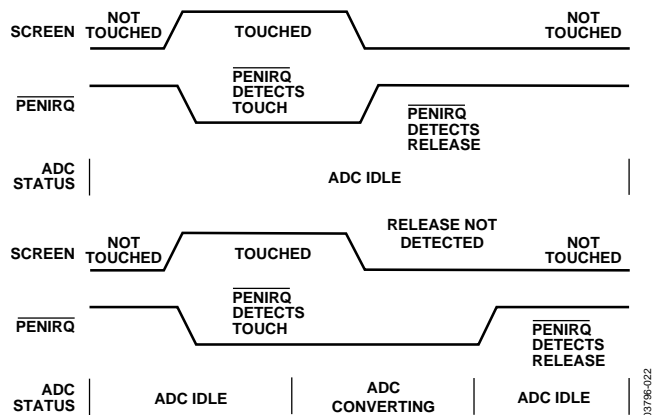 SCREEN
NOT
TOUCHED
TOUCHED
NOT
TOUCHED
PENIRQ
PENIRQ
DETECTS
TOUCH
PENIRQ
DETECTS
RELEASE
ADC
STATUS
ADC IDLE
SCREEN
NOT
TOUCHED
TOUCHED
RELEASE NOT
DETECTED
NOT
TOUCHED
PENIRQ
PENIRQ
DETECTS
TOUCH
PENIRQ
DETECTS
RELEASE
ADC
STATUS
ADC IDLE
ADC
CONVERTING
ADC IDLE
03796-022